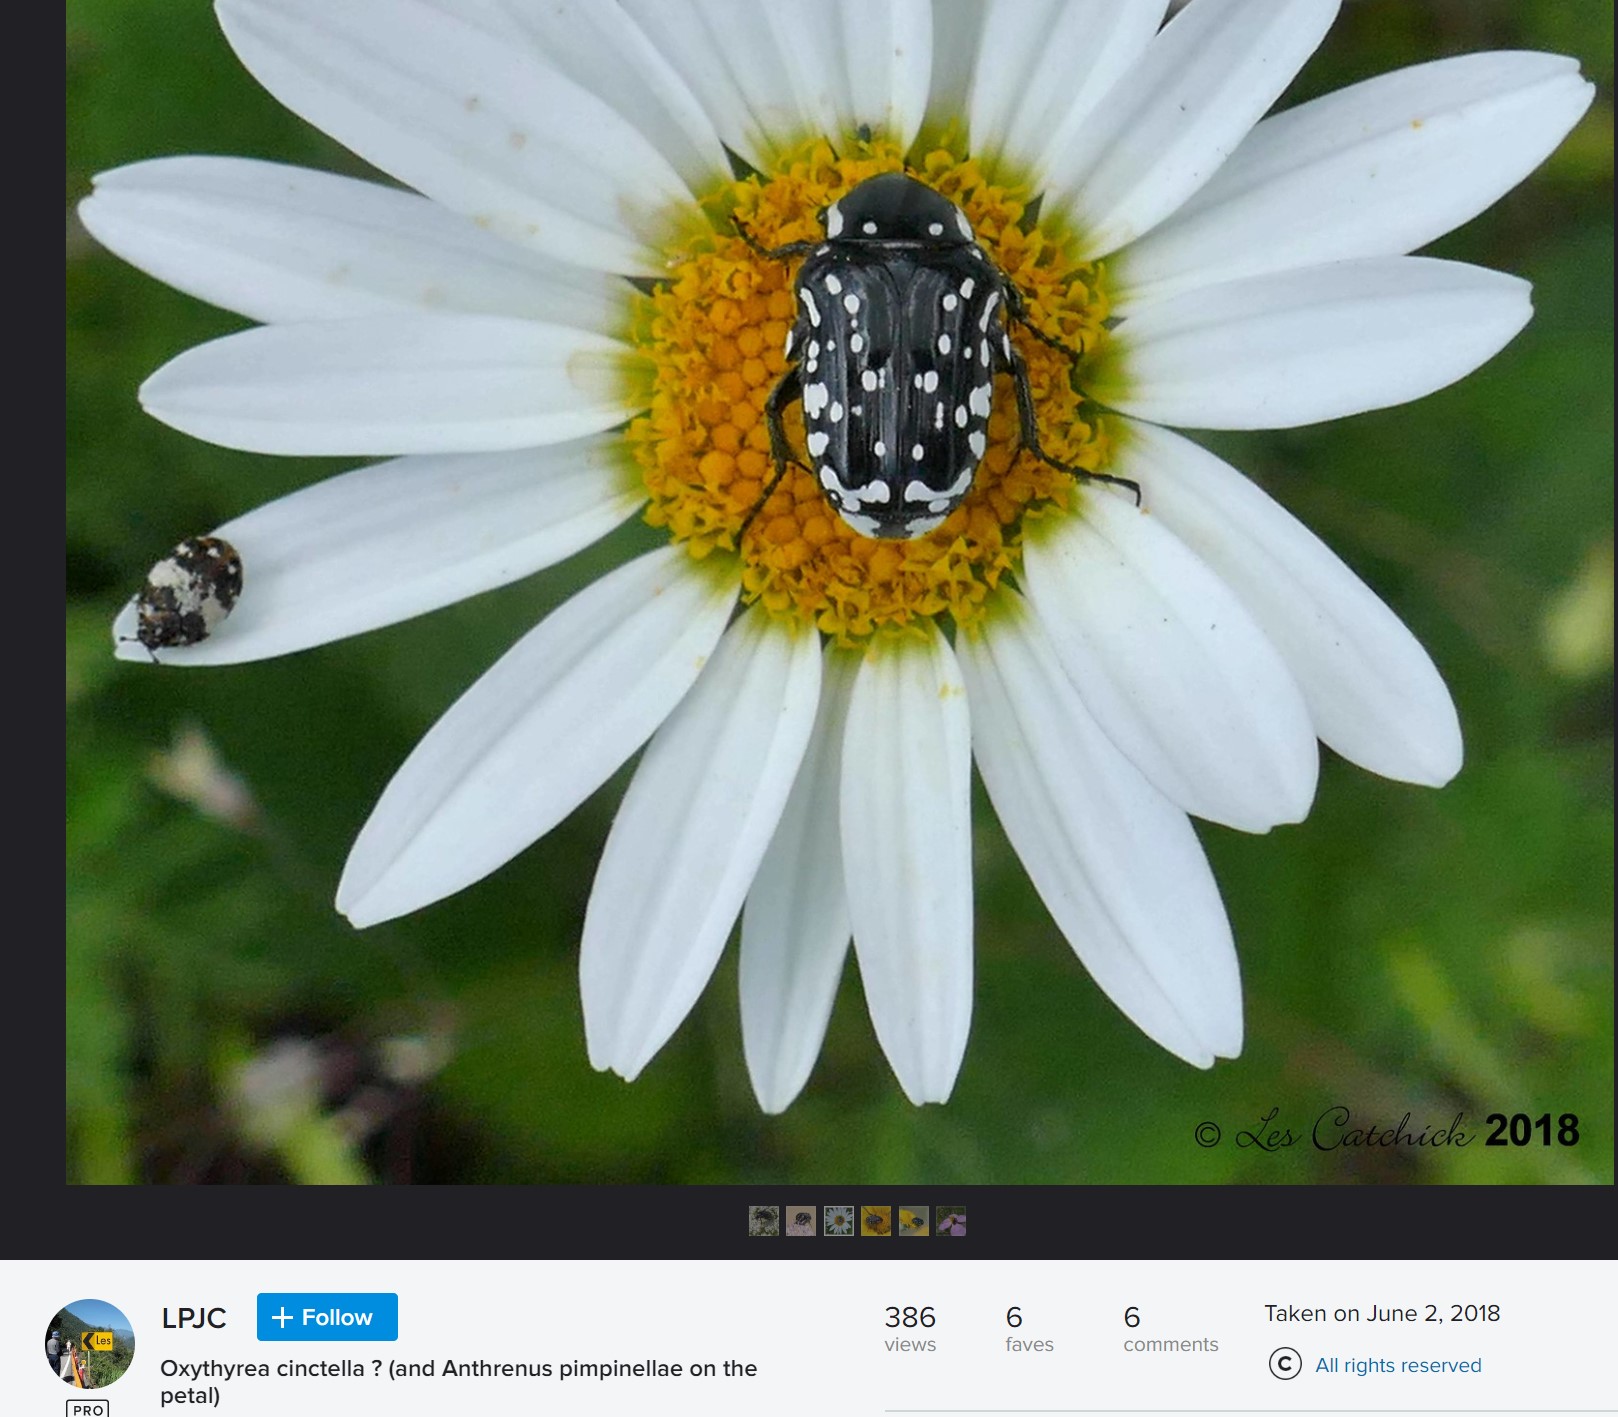 © Les Catchick 2018
LPJC
+ Follow
386
views
6
faves
6
comments
Taken on June 2, 2018
© All rights reserved
Oxythyrea cinctella ? (and Anthrenus pimpinellae on the
petal)
Les
PRO